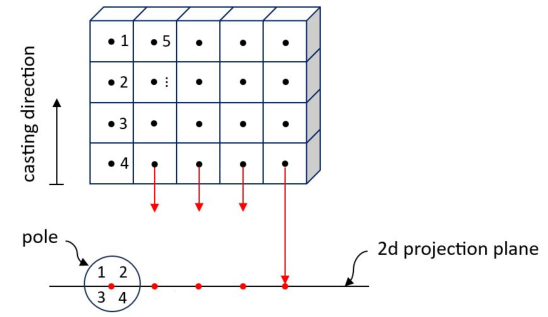 1 5
2 ⋮
3
4
casting direction
pole
2d projection plane
1 2
3 4